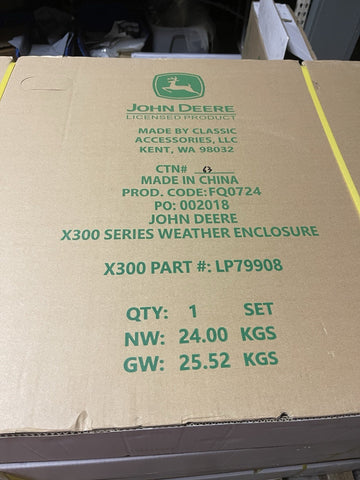 JOHN DEERE
LICENSED PRODUCT
MADE BY CLASSIC
ACCESSORIES, LLC
KENT, WA 98032
CTN#
MADE IN CHINA
PROD. CODE:FQ0724
PO: 002018
JOHN DEERE
X300 SERIES WEATHER ENCLOSURE
X300 PART #: LP79908
QTY: 1 SET
NW: 24.00 KGS
GW: 25.52 KGS